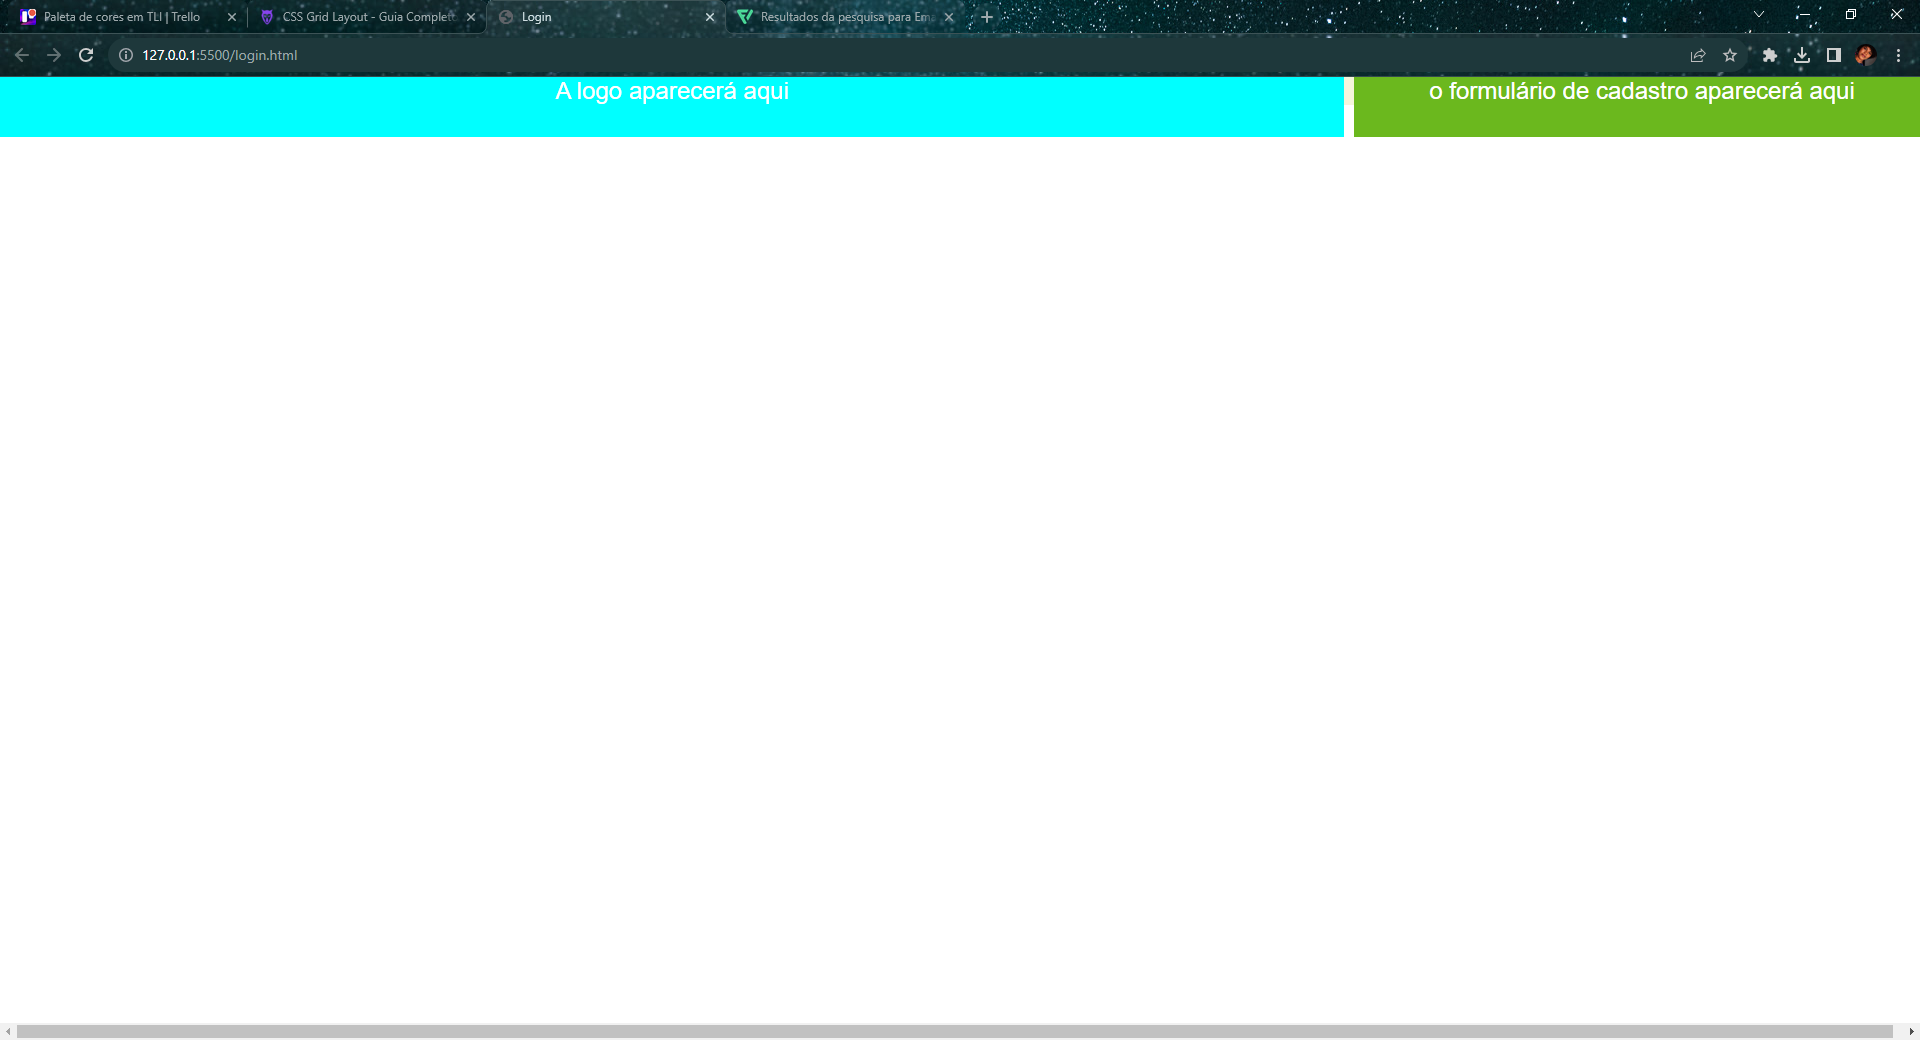 Paleta de cores em TLI | Trello
CSS Grid Layout - Guia Complet
Login
Resultados da pesquisa para Em
127.0.0.1:5500/login.html
A logo aparecerá aqui
o formulário de cadastro aparecerá aqui